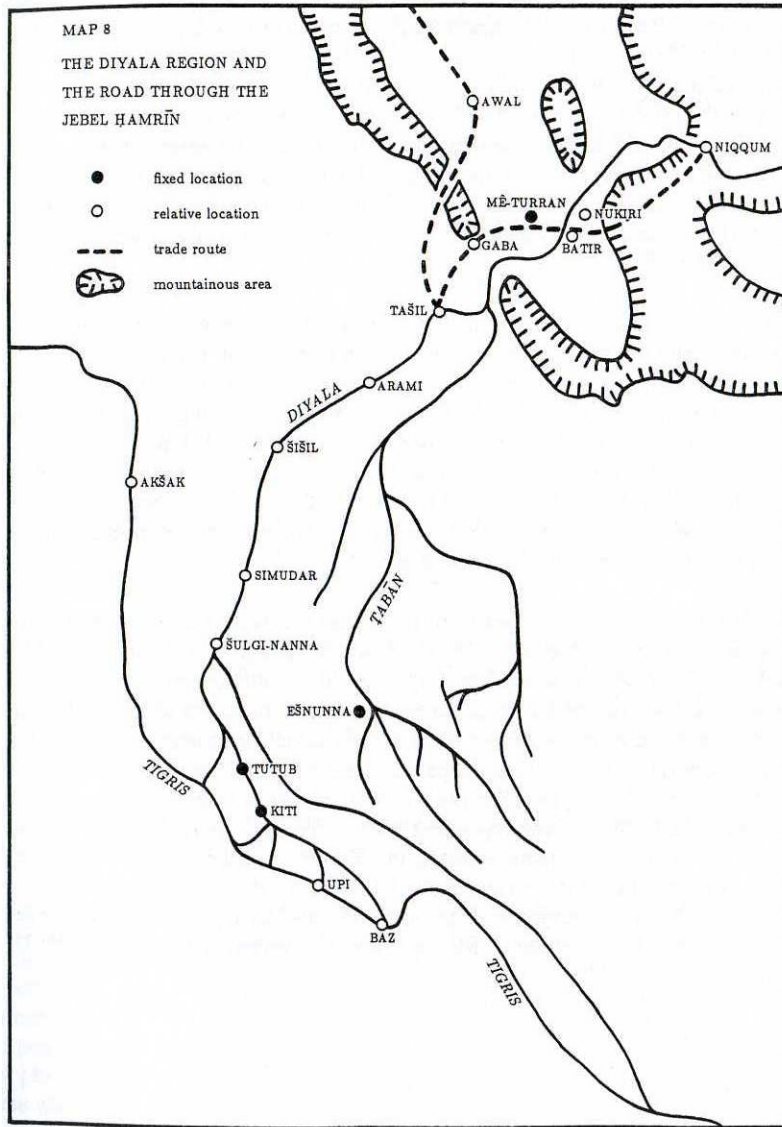 MAP 8
THE DIYALA REGION AND
THE ROAD THROUGH THE
JEBEL ḤAMRĪN
fixed location
relative location
trade route
mountainous area
AWAL
NIQQUM
MÊ-TURRAN
NUKIRI
GABA
BATIR
TAŠIL
DIYALA
ARAMI
ŠIŠIL
AKŠAK
SIMUDAR
ṬABĀN
ŠULGI-NANNA
EŠNUNNA
TIGRIS
TUTUB
KITI
UPI
BAZ
TIGRIS